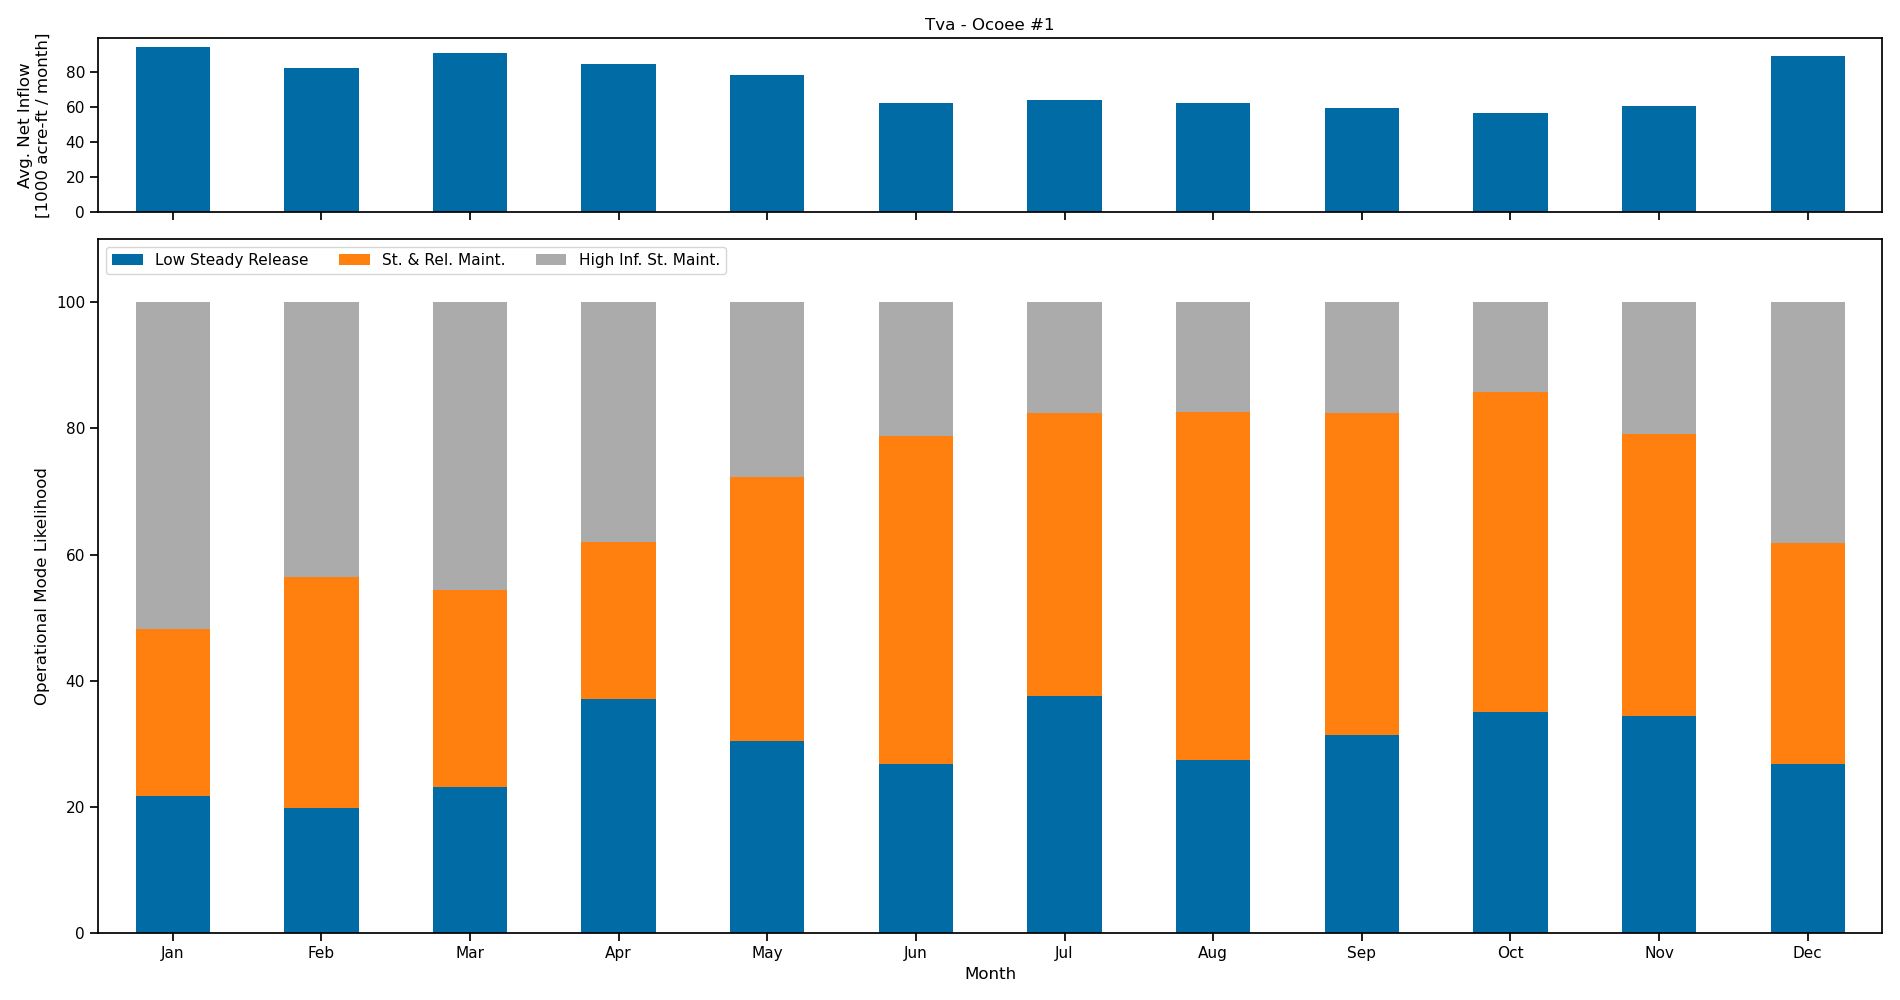 Tva - Ocoee #1
Avg. Net Inflow
[1000 acre-ft / month]
80
60
40
20
0
Low Steady Release
St. & Rel. Maint.
High Inf. St. Maint.
Operational Mode Likelihood
100
80
60
40
20
0
Jan Feb Mar Apr May Jun Jul Aug Sep Oct Nov Dec
Month